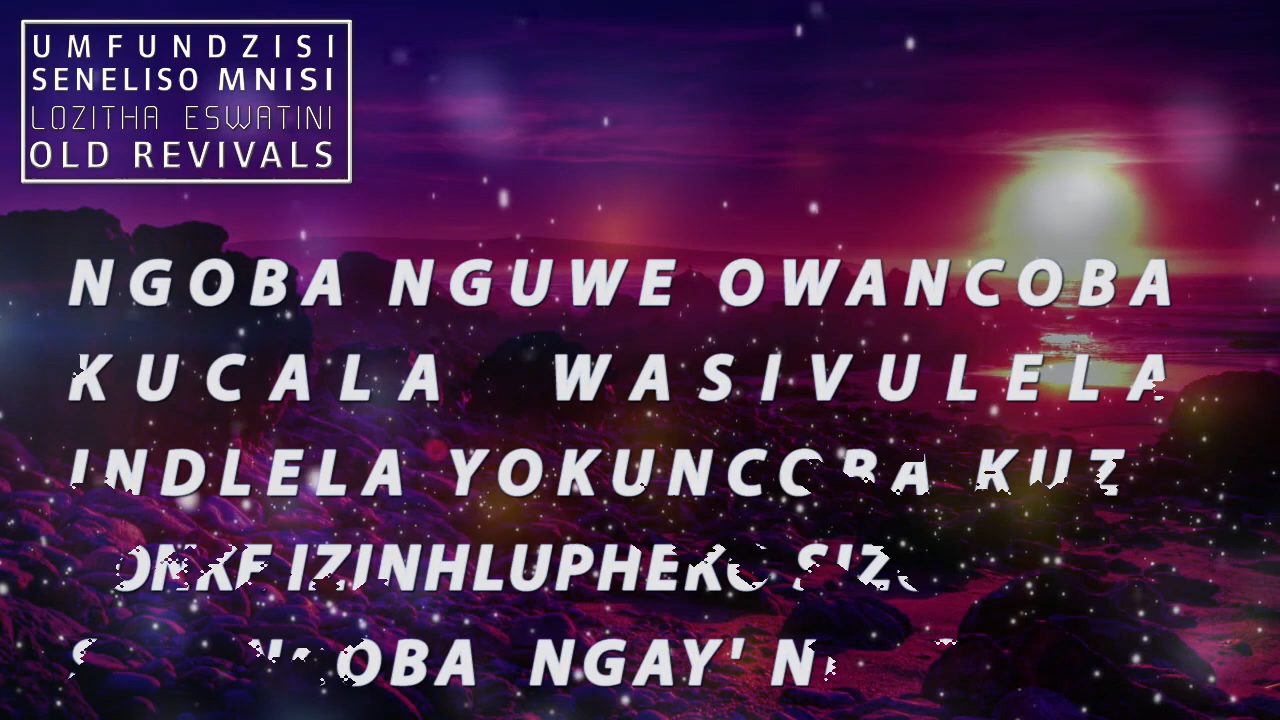 UMFUNDZISI
SENELISO MNISI
LOZITHA ESWATINI
OLD REVIVALS
NGOBA NGUWE OWANCOBA
KUCALA WASIVULELA
INDLELA YOKUNCOBA
IZINHLUPHEKO
NGAY'